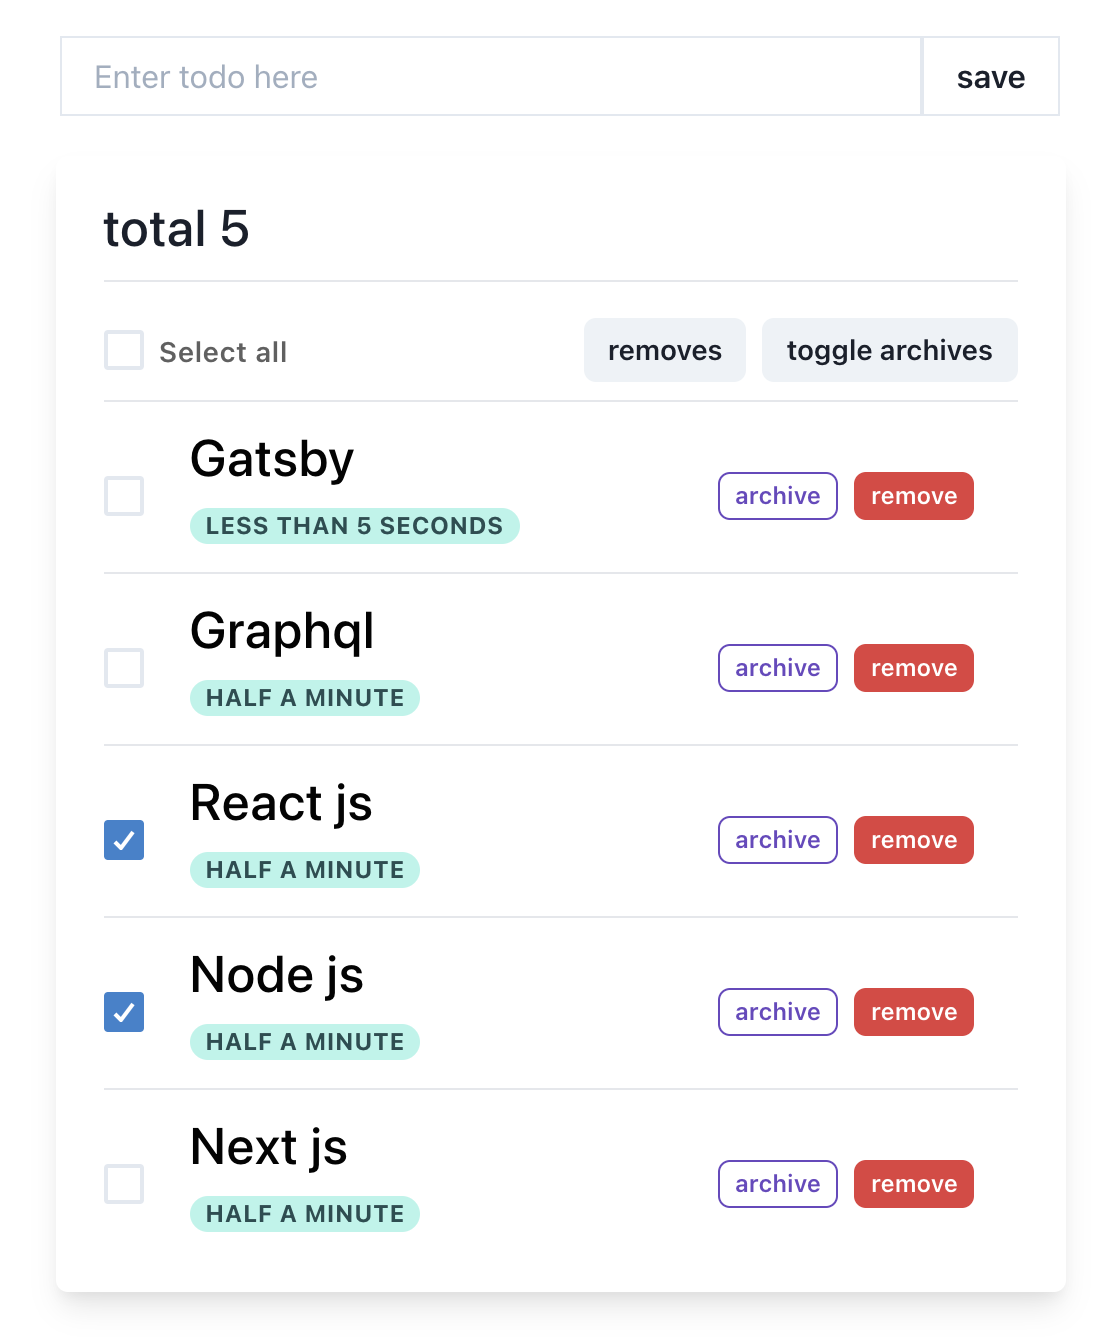 Enter todo here save
total 5
Select all removes toggle archives
Gatsby
LESS THAN 5 SECONDS
archive remove
Graphql
HALF A MINUTE
archive remove
React js
HALF A MINUTE
archive remove
Node js
HALF A MINUTE
archive remove
Next js
HALF A MINUTE
archive remove